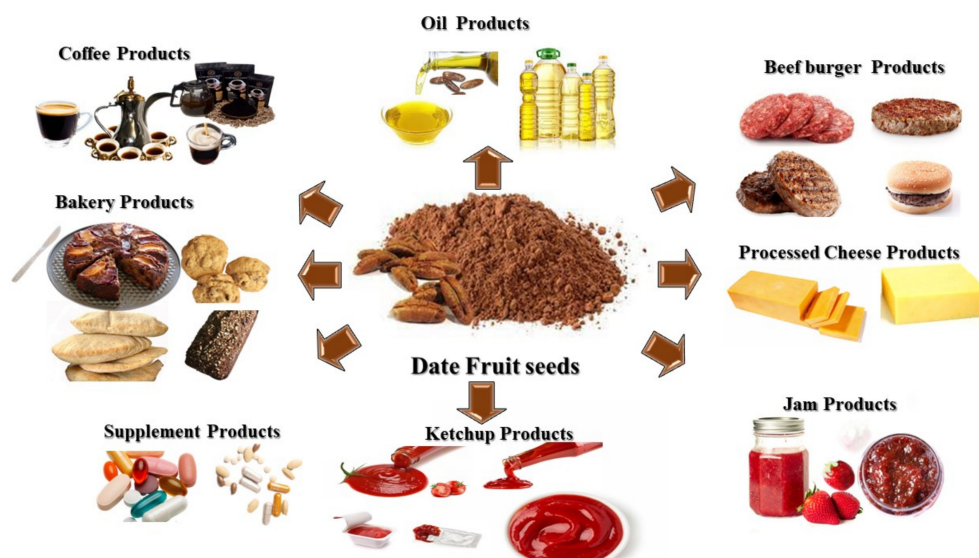 Oil Products
Coffee Products
Beef burger Products
Bakery Products
Processed Cheese Products
Date Fruit seeds
Jam Products
Supplement Products
Ketchup Products